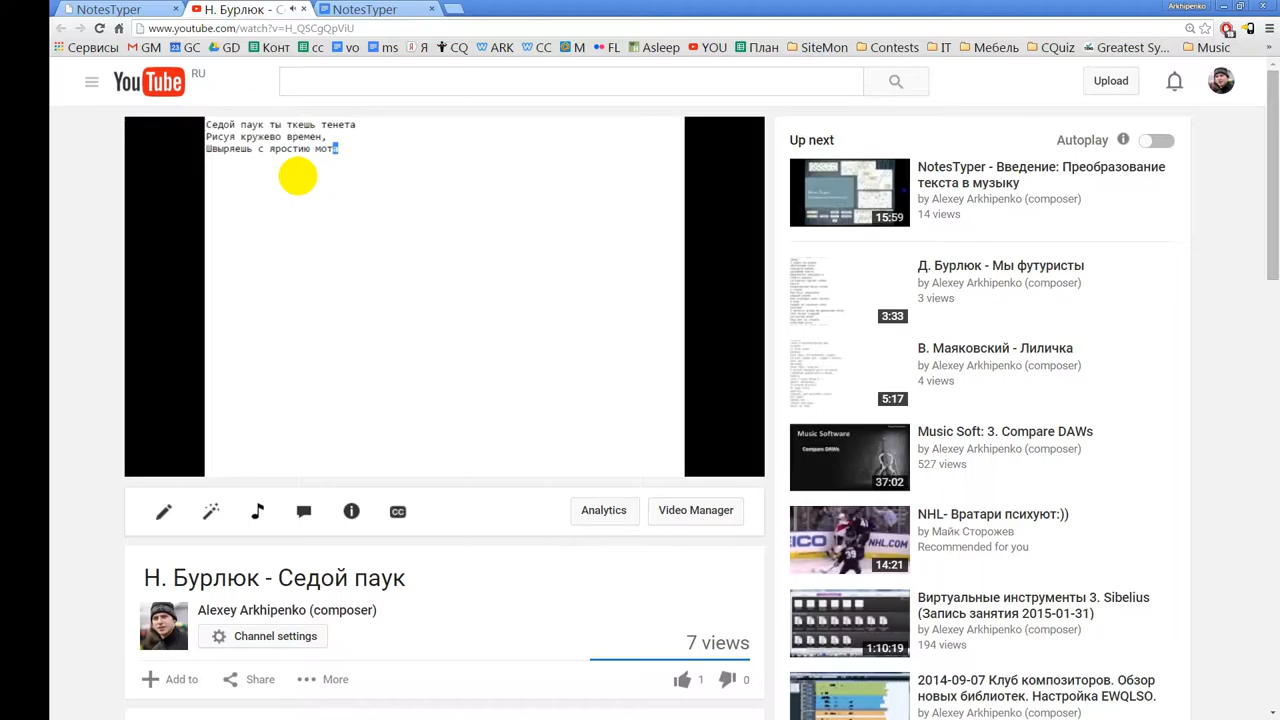 NotesTyper
Н. Бурлюк - С
NotesTyper
Arkhipenko
www.youtube.com/watch?v=H_QSCgQpViU
Сервисы
GM
GC
GD
Конт
cc
vo
ms
Я
CQ
ARK
CC
M
FL
Asleep
YOU
План
SiteMon
Contests
IT
Мебель
CQuiz
Greatest Sy...
Music
YouTube RU
Upload
Седой паук ты ткешь тенета
Рисуя кружево времен,
Швыряешь с яростию мот
Up next
Autoplay
NotesTyper - Введение: Преобразование
текста в музыку
by Alexey Arkhipenko (composer)
14 views
15:59
Д. Бурлюк - Мы футуристы
by Alexey Arkhipenko (composer)
3 views
3:33
В. Маяковский - Лиличка
by Alexey Arkhipenko (composer)
4 views
5:17
Music Software
Compare DAWs
37:02
Music Soft: 3. Compare DAWs
by Alexey Arkhipenko (composer)
527 views
NHL- Вратари психуют:))
by Майк Сторожев
Recommended for you
14:21
Виртуальные инструменты 3. Sibelius
(Запись занятия 2015-01-31)
by Alexey Arkhipenko (composer)
194 views
1:10:19
2014-09-07 Клуб композиторов. Обзор
новых библиотек. Настройка EWQLSO.
by Alexey Arkhipenko (composer)
CC
Analytics
Video Manager
Н. Бурлюк - Седой паук
Alexey Arkhipenko (composer)
Channel settings
7 views
Add to
Share
More
1
0